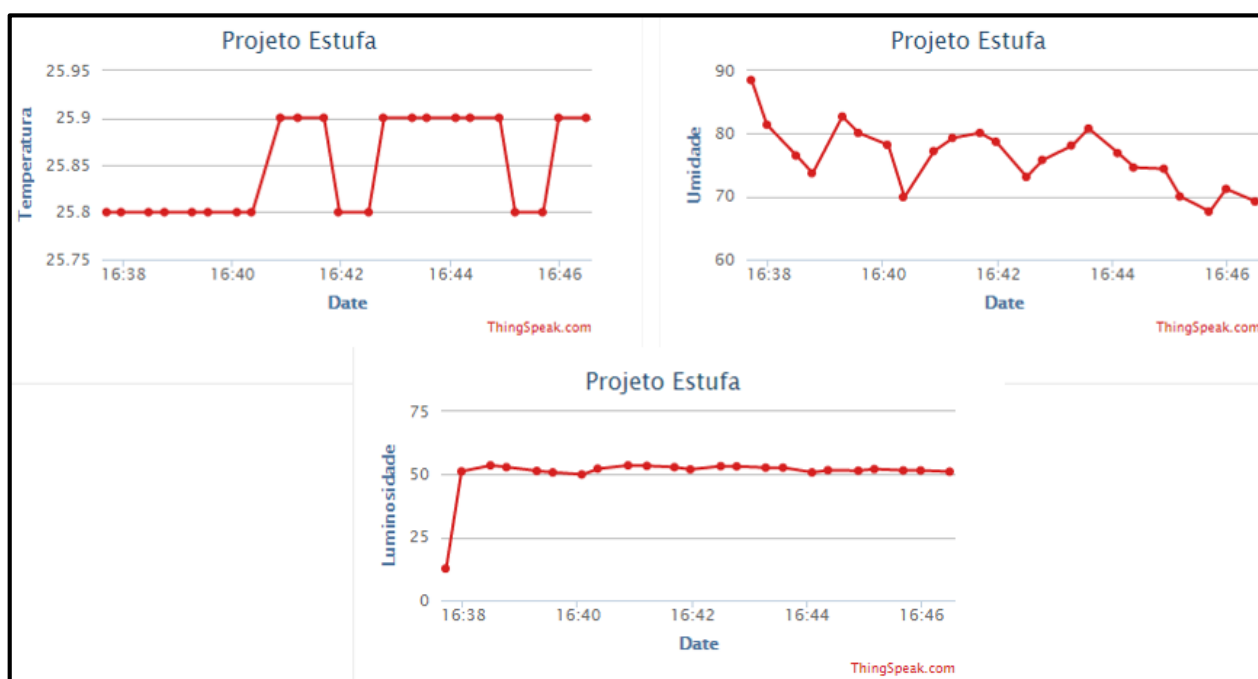 Projeto Estufa
Temperatura
25.95
25.9
25.85
25.8
25.75
16:38 16:40 16:42 16:44 16:46
Date
ThingSpeak.com
Projeto Estufa
Umidade
90
80
70
60
16:38 16:40 16:42 16:44 16:46
Date
ThingSpeak.com
Projeto Estufa
Luminosidade
75
50
25
0
16:38 16:40 16:42 16:44 16:46
Date
ThingSpeak.com